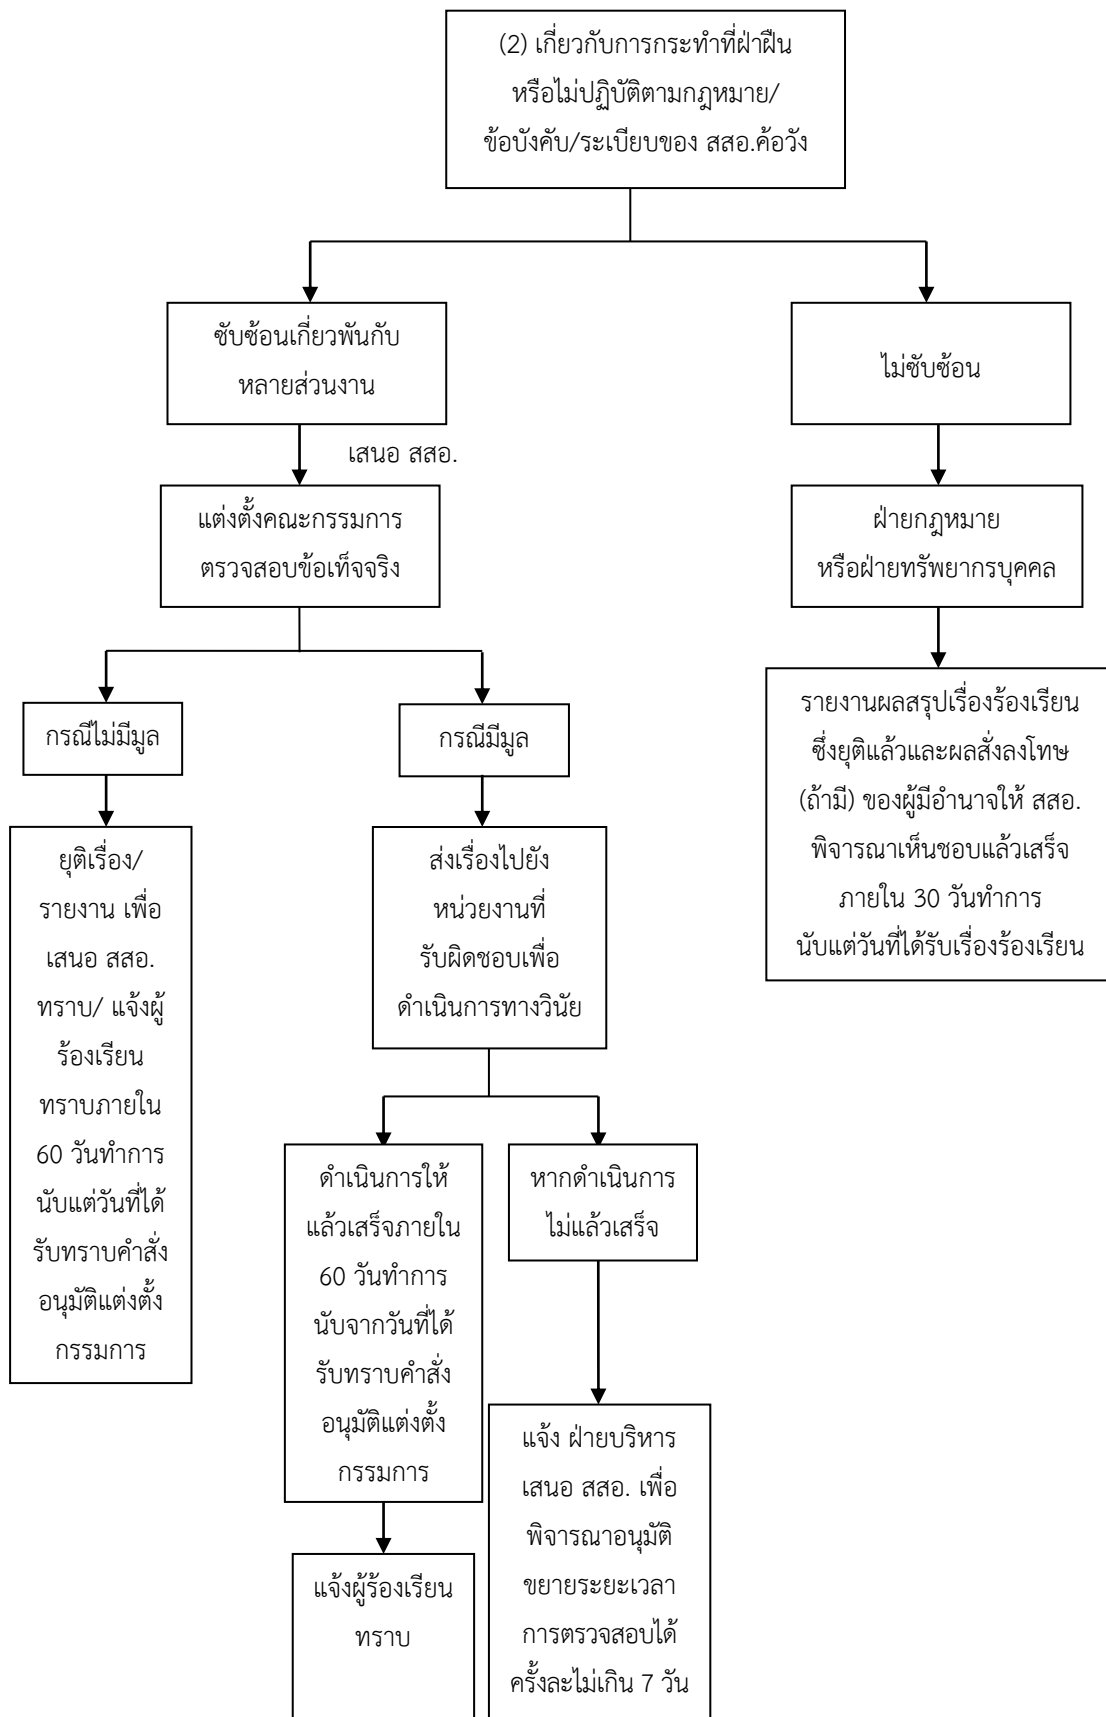 (2) เกี่ยวกับการกระทำที่ฝ่าฝืน
หรือไม่ปฏิบัติตามกฎหมาย/
ข้อบังคับ/ระเบียบของ สสอ.ค้อวัง
ซับซ้อนเกี่ยวพันกับ
หลายส่วนงาน
ไม่ซับซ้อน
เสนอ สสอ.
แต่งตั้งคณะกรรมการ
ตรวจสอบข้อเท็จจริง
ฝ่ายกฎหมาย
หรือฝ่ายทรัพยากรบุคคล
กรณีไม่มีมูล
กรณีมีมูล
รายงานผลสรุปเรื่องร้องเรียน
ซึ่งยุติแล้วและผลสั่งลงโทษ
(ถ้ามี) ของผู้มีอำนาจให้ สสอ.
พิจารณาเห็นชอบแล้วเสร็จ
ภายใน 30 วันทำการ
นับแต่วันที่ได้รับเรื่องร้องเรียน
ยุติเรื่อง/
รายงาน เพื่อ
เสนอ สสอ.
ทราบ/ แจ้งผู้
ร้องเรียน
ทราบภายใน
60 วันทำการ
นับแต่วันที่ได้
รับทราบคำสั่ง
อนุมัติแต่งตั้ง
กรรมการ
ส่งเรื่องไปยัง
หน่วยงานที่
รับผิดชอบเพื่อ
ดำเนินการทางวินัย
ดำเนินการให้
แล้วเสร็จภายใน
60 วันทำการ
นับจากวันที่ได้
รับทราบคำสั่ง
อนุมัติแต่งตั้ง
กรรมการ
หากดำเนินการ
ไม่แล้วเสร็จ
แจ้งผู้ร้องเรียน
ทราบ
แจ้ง ฝ่ายบริหาร
เสนอ สสอ. เพื่อ
พิจารณาอนุมัติ
ขยายระยะเวลา
การตรวจสอบได้
ครั้งละไม่เกิน 7 วัน